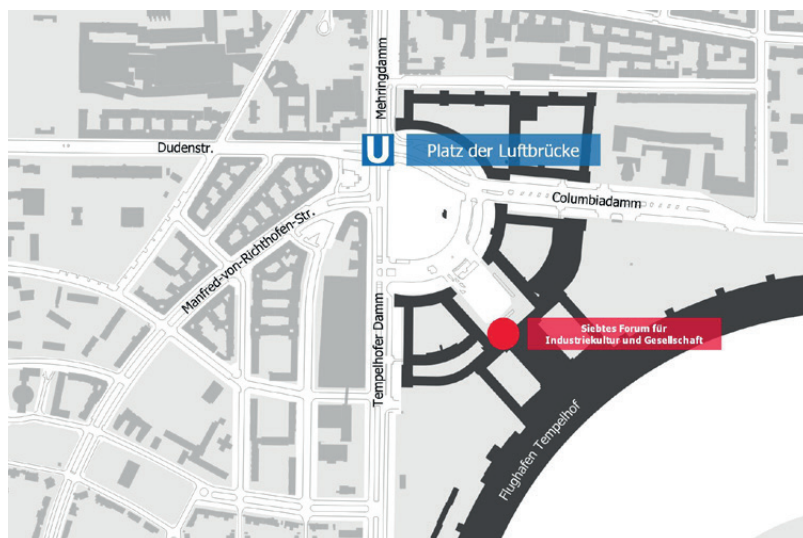 Mehringdamm
U
Platz der Luftbrücke
Dudenstr.
Columbiadamm
Manfred-von-Richthofen-Str.
Tempelhofer Damm
Siebtes Forum für
Industriekultur und Gesellschaft
Flughafen Tempelhof